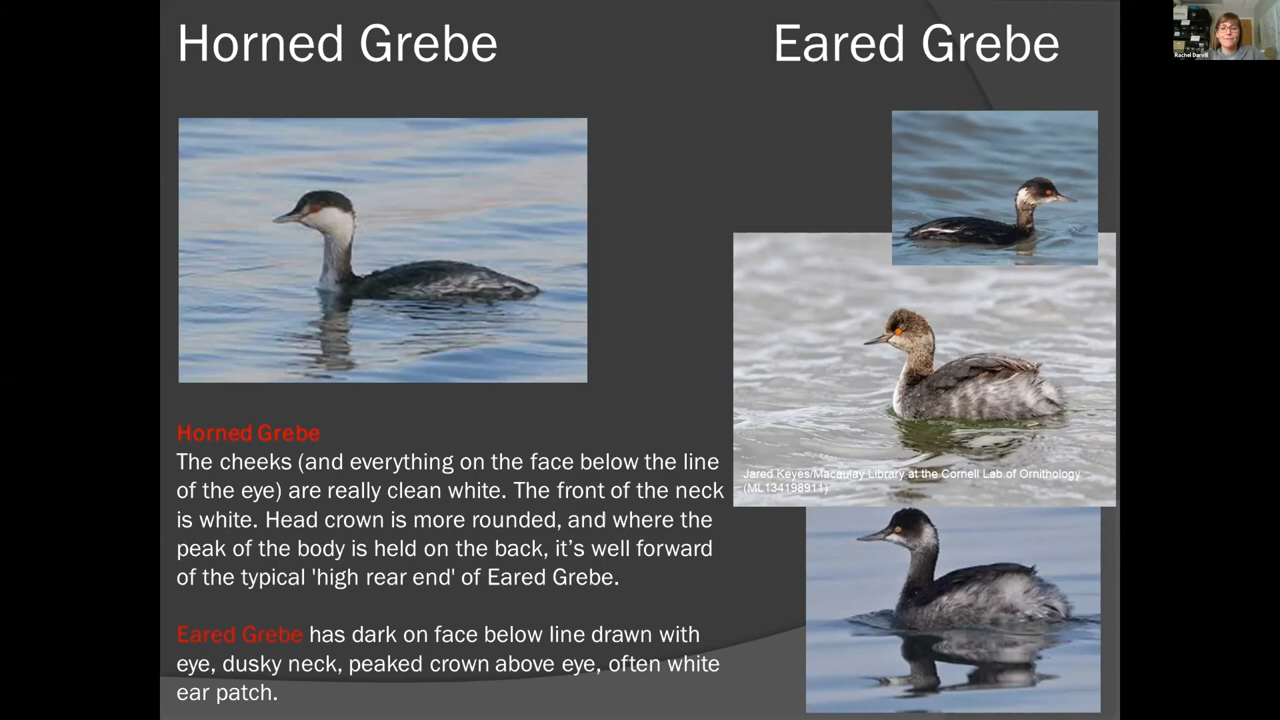 Horned Grebe
Eared Grebe
Rachel Darvill
Jared Keyes/Macaulay Library at the Cornell Lab of Ornithology
(ML134198911)
Horned Grebe
The cheeks (and everything on the face below the line
of the eye) are really clean white. The front of the neck
is white. Head crown is more rounded, and where the
peak of the body is held on the back, it’s well forward
of the typical 'high rear end' of Eared Grebe.
Eared Grebe has dark on face below line drawn with
eye, dusky neck, peaked crown above eye, often white
ear patch.